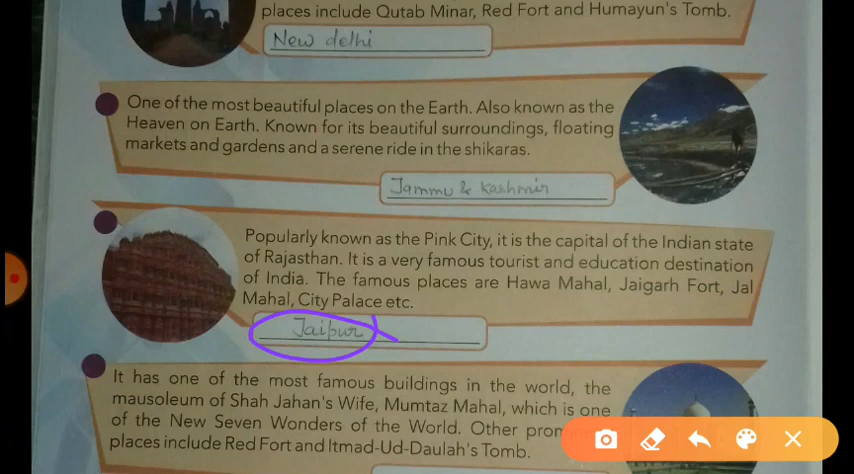 places include Qutab Minar, Red Fort and Humayun's Tomb.
New delhi
One of the most beautiful places on the Earth. Also known as the
Heaven on Earth. Known for its beautiful surroundings, floating
markets and gardens and a serene ride in the shikaras.
Jammu & Kashmir
Popularly known as the Pink City, it is the capital of the Indian state
of Rajasthan. It is a very famous tourist and education destination
of India. The famous places are Hawa Mahal, Jaigarh Fort, Jal
Mahal, City Palace etc.
Jaipur
It has one of the most famous buildings in the world, the
mausoleum of Shah Jahan's Wife, Mumtaz Mahal, which is one
of the New Seven Wonders of the World. Other
places include Red Fort and Itmad-Ud-Daulah's Tomb.